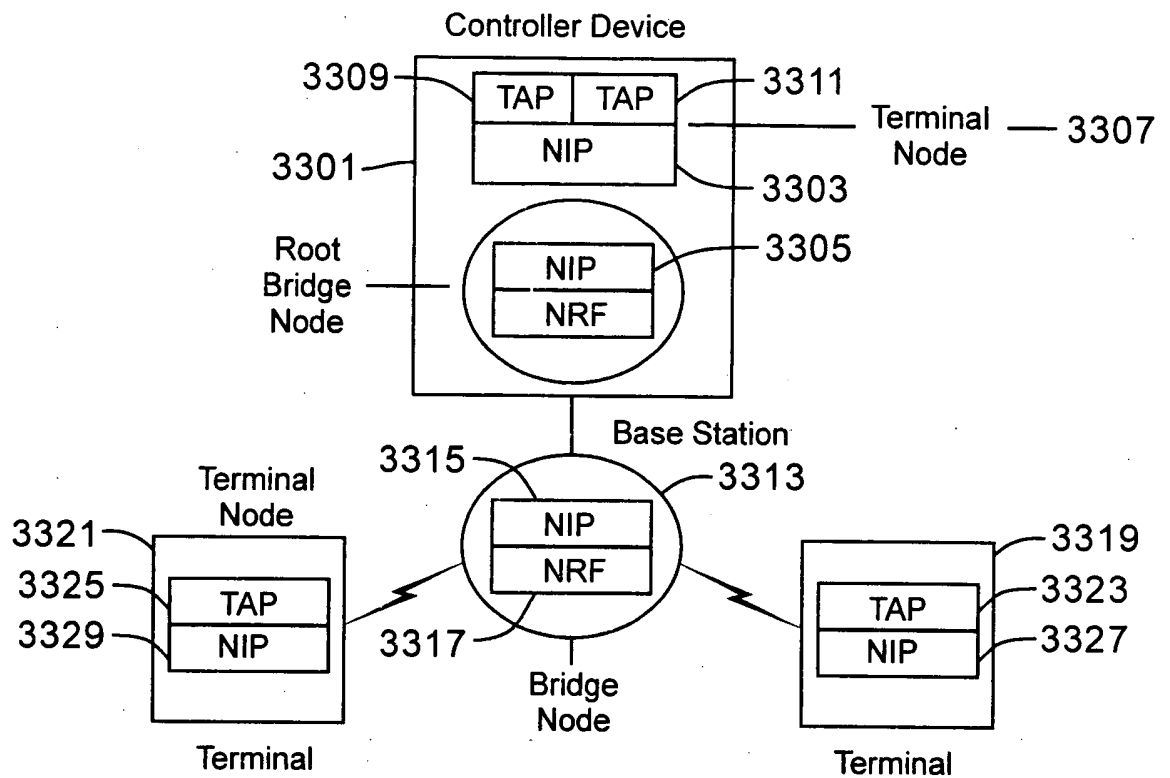 Controller Device
3309
TAP
TAP
3311
Terminal
Node
3307
3301
NIP
3303
Root
Bridge
Node
NIP
3305
NRF
Base Station
3315
3313
Terminal
Node
3321
NIP
3319
3325
TAP
NRF
TAP
3323
3329
NIP
3317
NIP
3327
Bridge
Node
Terminal
Terminal